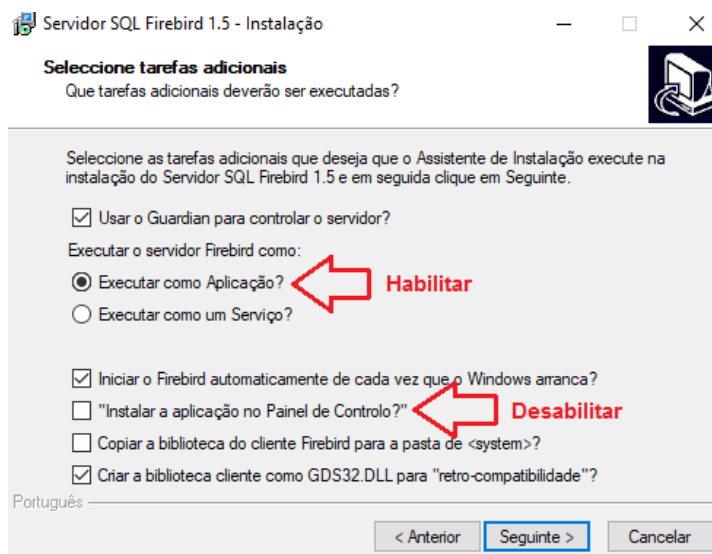 Servidor SQL Firebird 1.5 - Instalação
Seleccione tarefas adicionais
Que tarefas adicionais deverão ser executadas?
Seleccione as tarefas adicionais que deseja que o Assistente de Instalação execute na
instalação do Servidor SQL Firebird 1.5 e em seguida clique em Seguinte.
Usar o Guardian para controlar o servidor?
Executar o servidor Firebird como:
Executar como Aplicação? Habilitar
Executar como um Serviço?
Iniciar o Firebird automaticamente de cada vez que o Windows arranca?
"Instalar a aplicação no Painel de Controlo?" Desabilitar
Copiar a biblioteca do cliente Firebird para a pasta de <system>?
Criar a biblioteca cliente como GDS32.DLL para "retro-compatibilidade"?
Português
< Anterior Seguinte > Cancelar